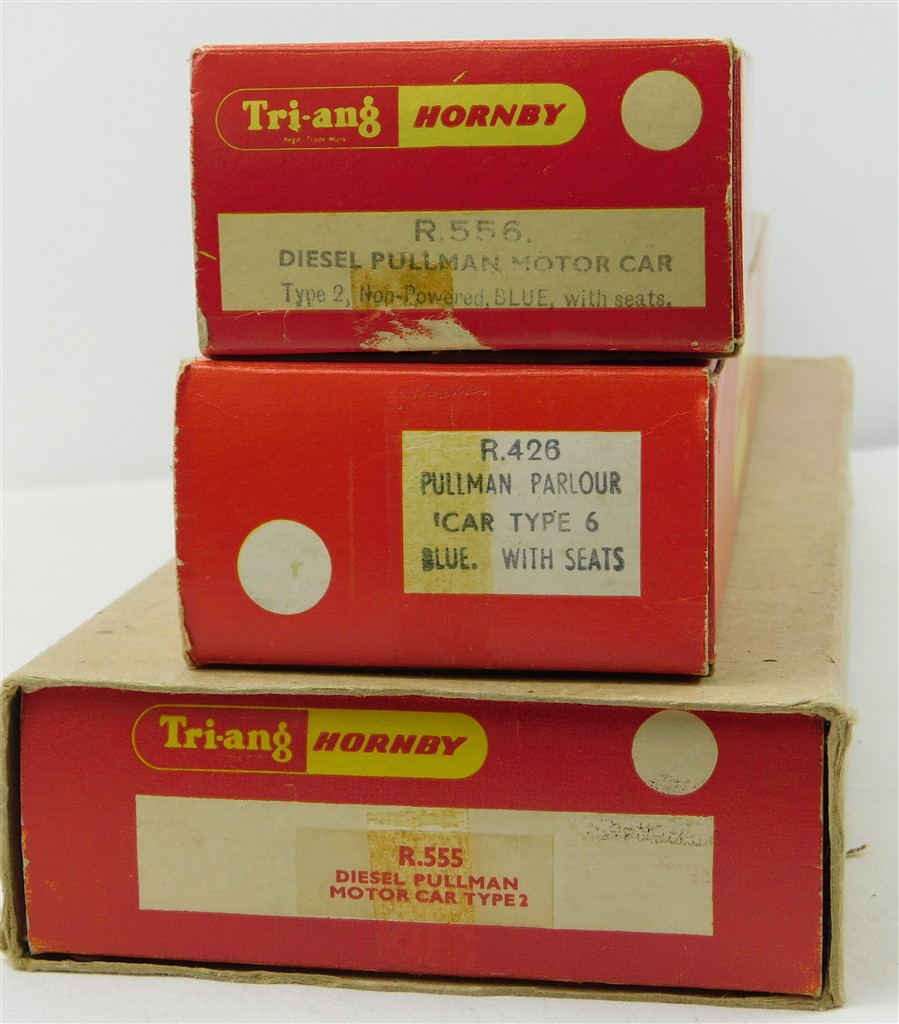 Tri-ang HORNBY
Regd. Trade Mark
R.556.
DIESEL PULLMAN MOTOR CAR
Type 2, Non-Powered, BLUE, with seats.
R.426
PULLMAN PARLOUR
CAR TYPE 6
BLUE. WITH SEATS
Tri-ang HORNBY
R.555
DIESEL PULLMAN
MOTOR CAR TYPE 2